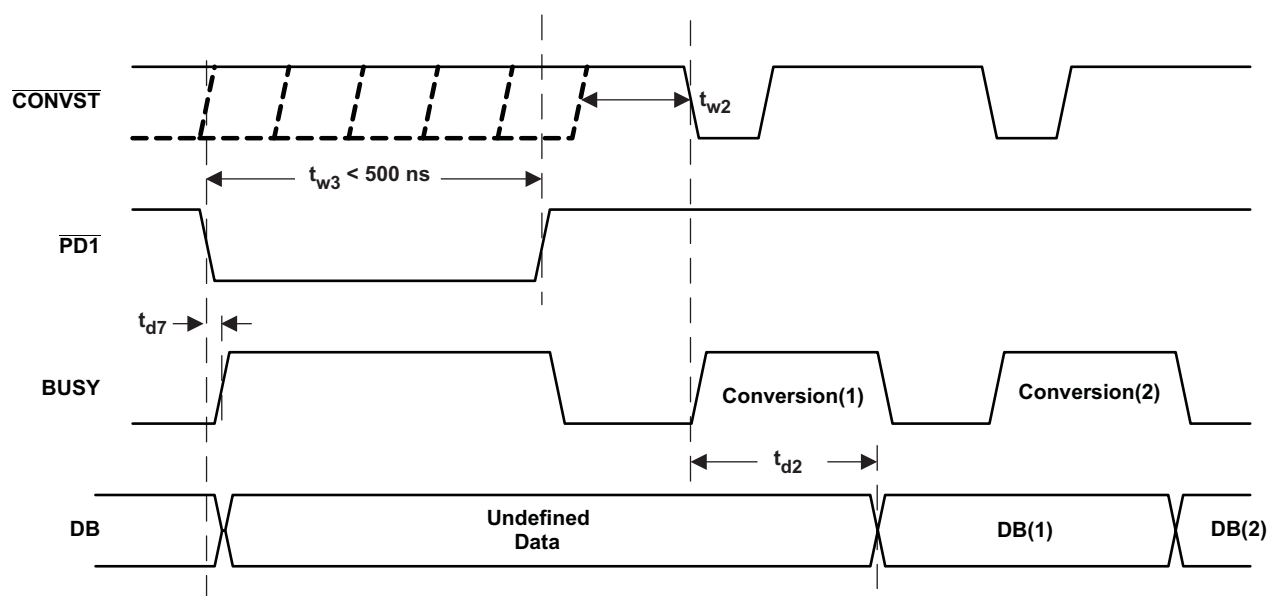 CONVST
tw2
tw3 < 500 ns
PD1
td7
BUSY
Conversion(1)
Conversion(2)
td2
DB
Undefined
Data
DB(1)
DB(2)